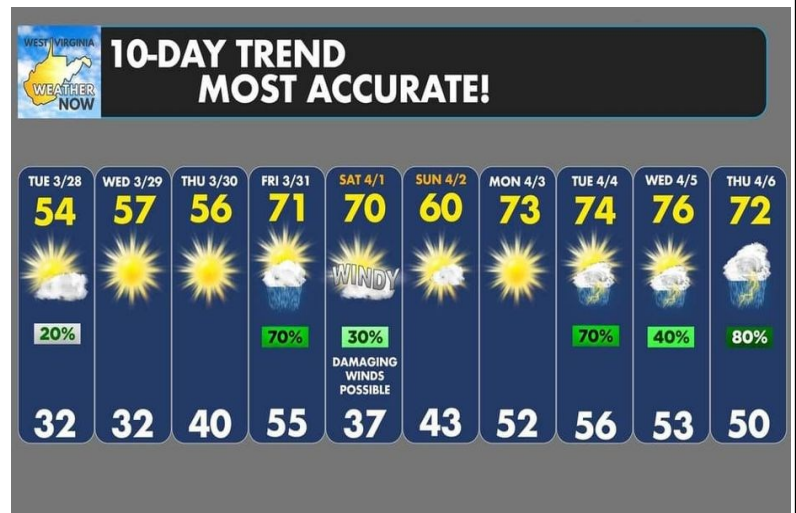 WEST VIRGINIA
WEATHER
NOW
10-DAY TREND
MOST ACCURATE!
TUE 3/28
54
20%
32
WED 3/29
57
32
THU 3/30
56
40
FRI 3/31
71
70%
55
SAT 4/1
70
WINDY
30%
DAMAGING
WINDS
POSSIBLE
37
SUN 4/2
60
43
MON 4/3
73
52
TUE 4/4
74
70%
56
WED 4/5
76
40%
53
THU 4/6
72
80%
50